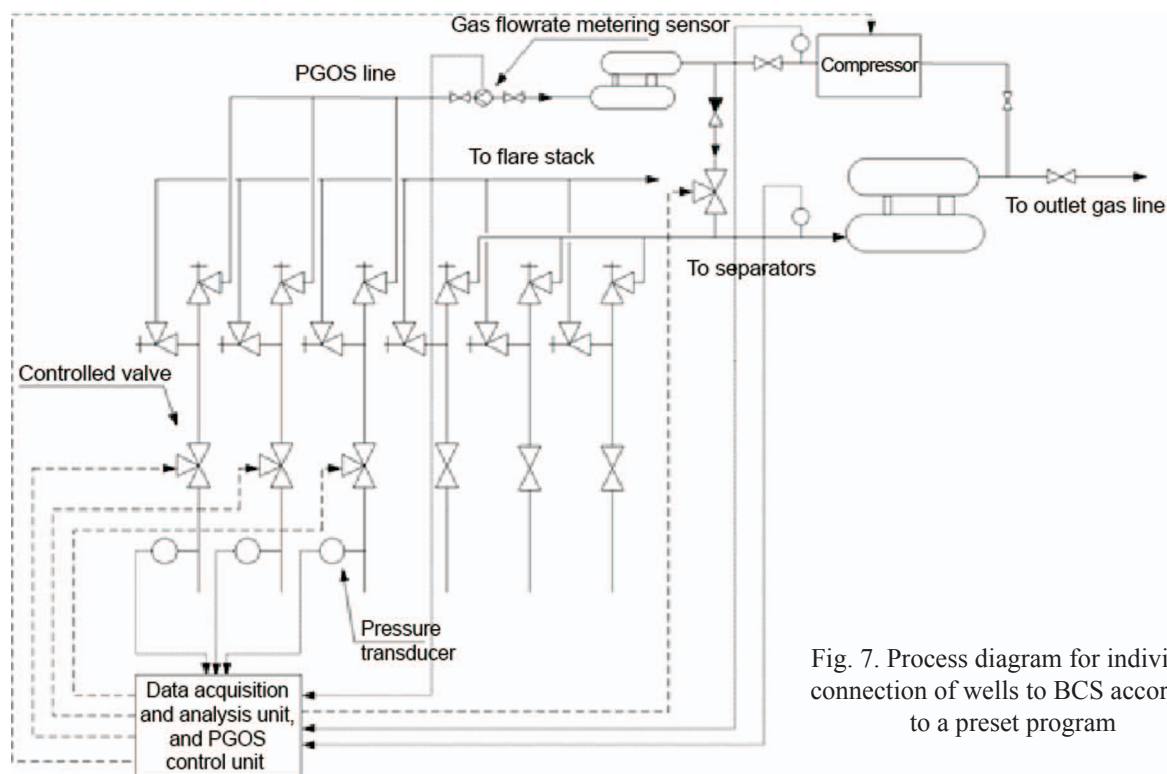 Gas flowrate metering sensor
PGOS line
Compressor
To flare stack
To outlet gas line
To separators
Controlled valve
Pressure
transducer
Data acquisition
and analysis unit,
and PGOS
control unit
Fig. 7. Process diagram for
connection of wells to BCS
to a preset program